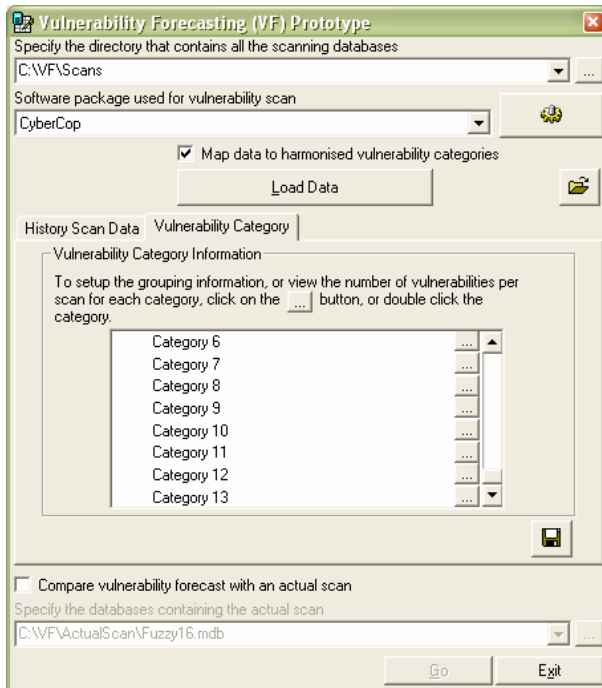 Vulnerability Forecasting (VF) Prototype
Specify the directory that contains all the scanning databases
C:\VF\Scans
...
Software package used for vulnerability scan
CyberCop
Map data to harmonised vulnerability categories
Load Data
History Scan Data
Vulnerability Category
Vulnerability Category Information
To setup the grouping information, or view the number of vulnerabilities per
scan for each category, click on the ... button, or double click the
category.
Category 6 ...
Category 7 ...
Category 8 ...
Category 9 ...
Category 10 ...
Category 11 ...
Category 12 ...
Category 13 ...
Compare vulnerability forecast with an actual scan
Specify the databases containing the actual scan
C:\VF\ActualScan\Fuzzy16.mdb
...
Go
Exit